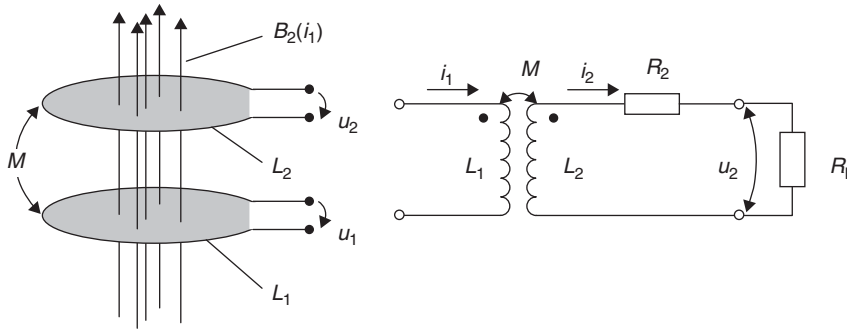 B₂(i₁)
u₂
M
L₂
u₁
L₁
i₁
M
i₂
R₂
L₁
L₂
u₂